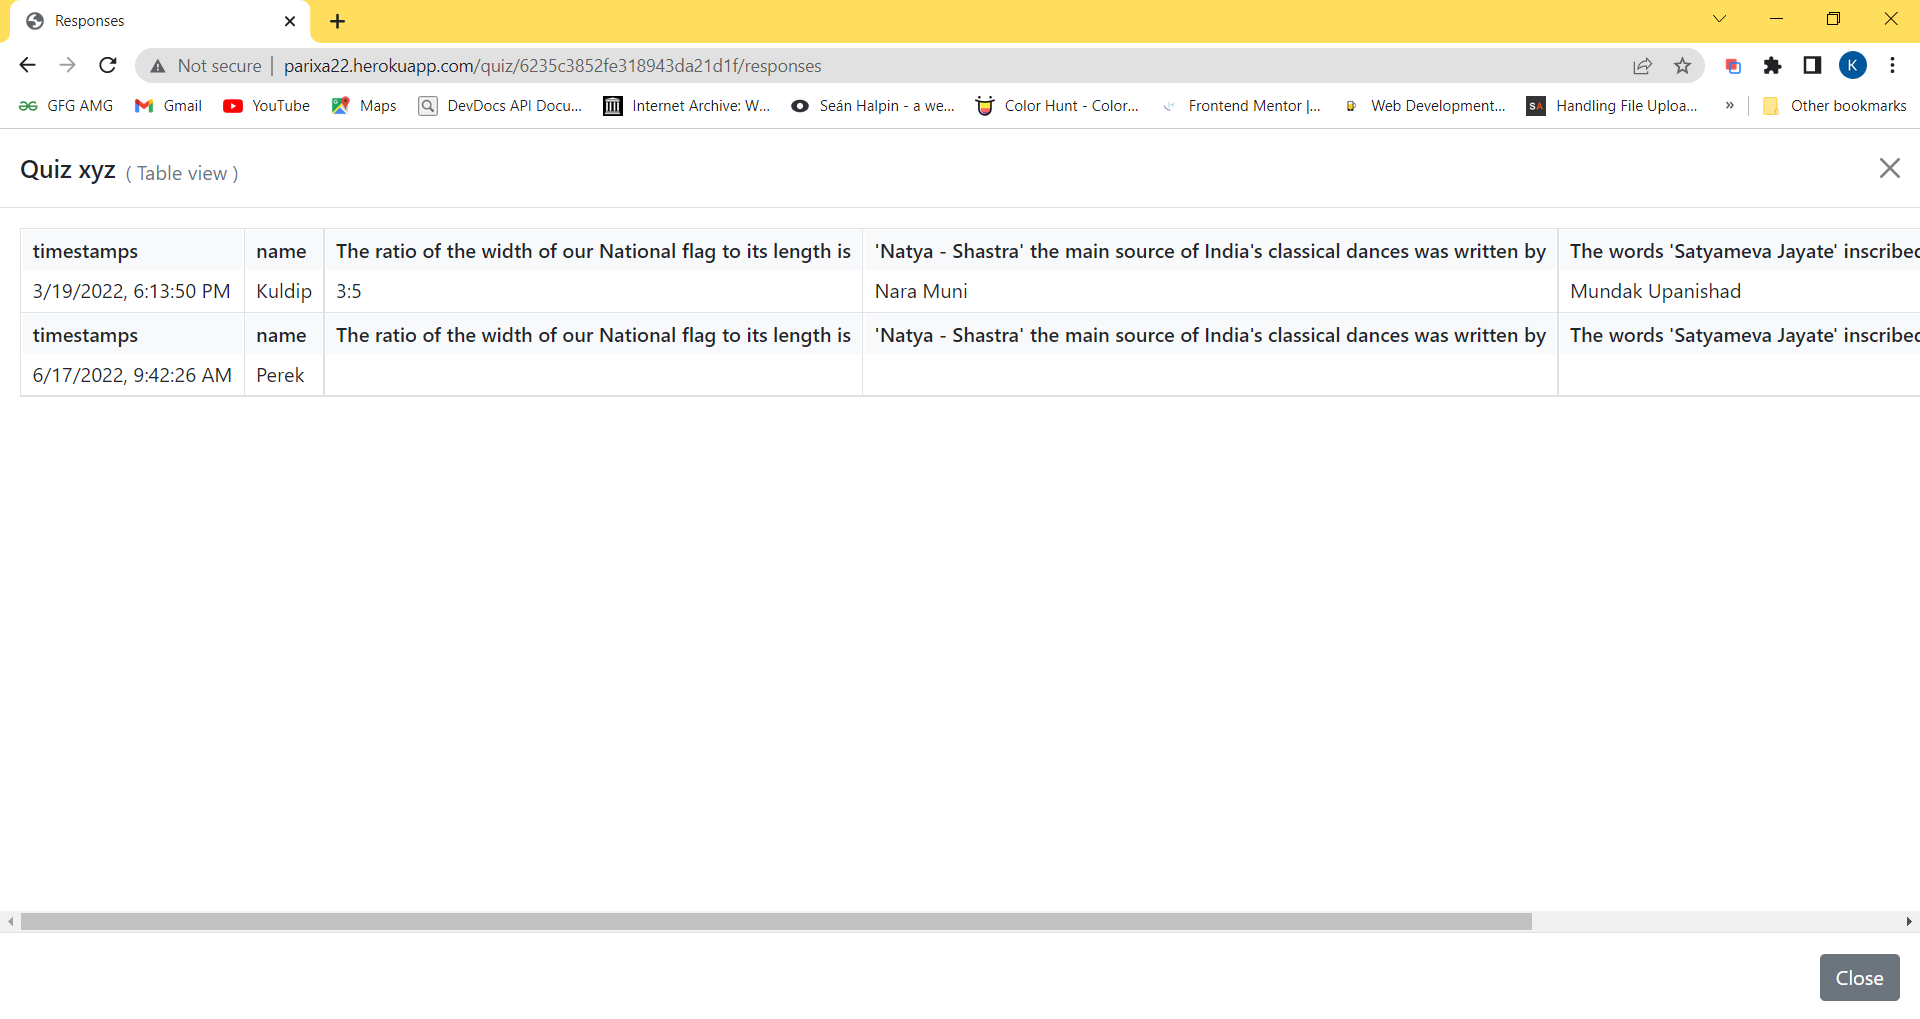 Responses
Not secure | parixa22.herokuapp.com/quiz/6235c3852fe318943da21d1f/responses
K
GFG AMG Gmail YouTube Maps DevDocs API Docu... Internet Archive: W... Seán Halpin - a we... Color Hunt - Color... Frontend Mentor |... Web Development... SA Handling File Uploa... » Other bookmarks
Quiz xyz ( Table view )
timestamps name The ratio of the width of our National flag to its length is 'Natya - Shastra' the main source of India's classical dances was written by The words 'Satyameva Jayate' inscribed
3/19/2022, 6:13:50 PM Kuldip 3:5 Nara Muni Mundak Upanishad
timestamps name The ratio of the width of our National flag to its length is 'Natya - Shastra' the main source of India's classical dances was written by The words 'Satyameva Jayate' inscribed
6/17/2022, 9:42:26 AM Perek
Close